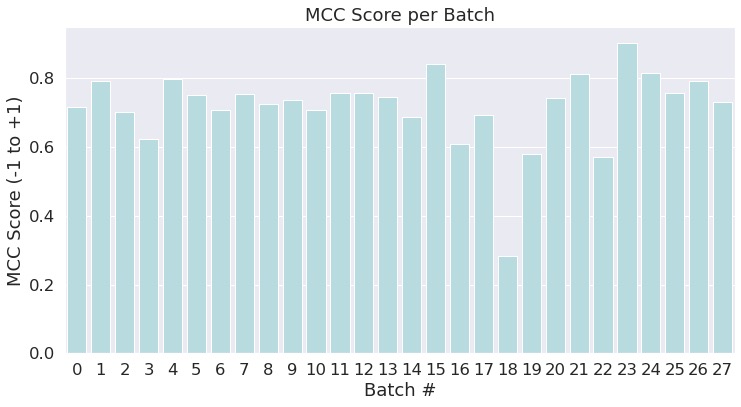 MCC Score per Batch
MCC Score (-1 to +1)
0.8
0.6
0.4
0.2
0.0
0 1 2 3 4 5 6 7 8 9 10 11 12 13 14 15 16 17 18 19 20 21 22 23 24 25 26 27
Batch #